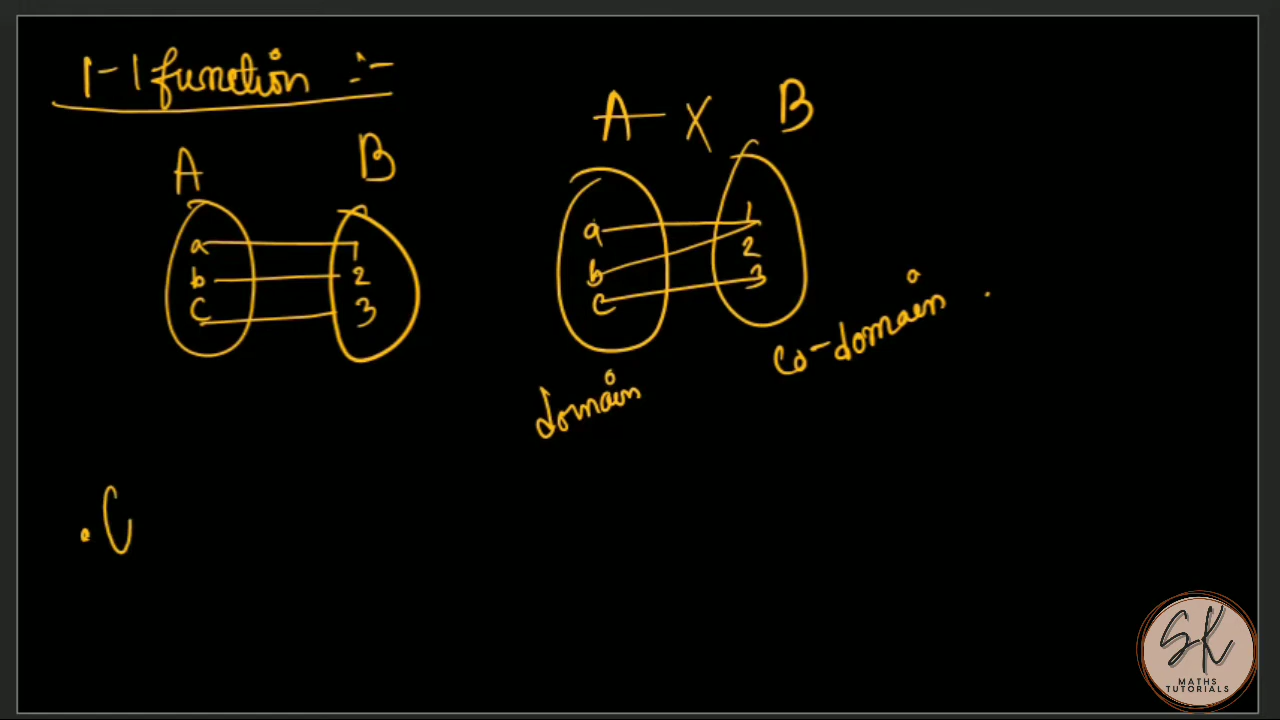 1-1 function :-
A B
a 1
b 2
c 3
A X B
a 1
b 2
c 3
domain
co-domain .
SK
MATHS
TUTORIALS